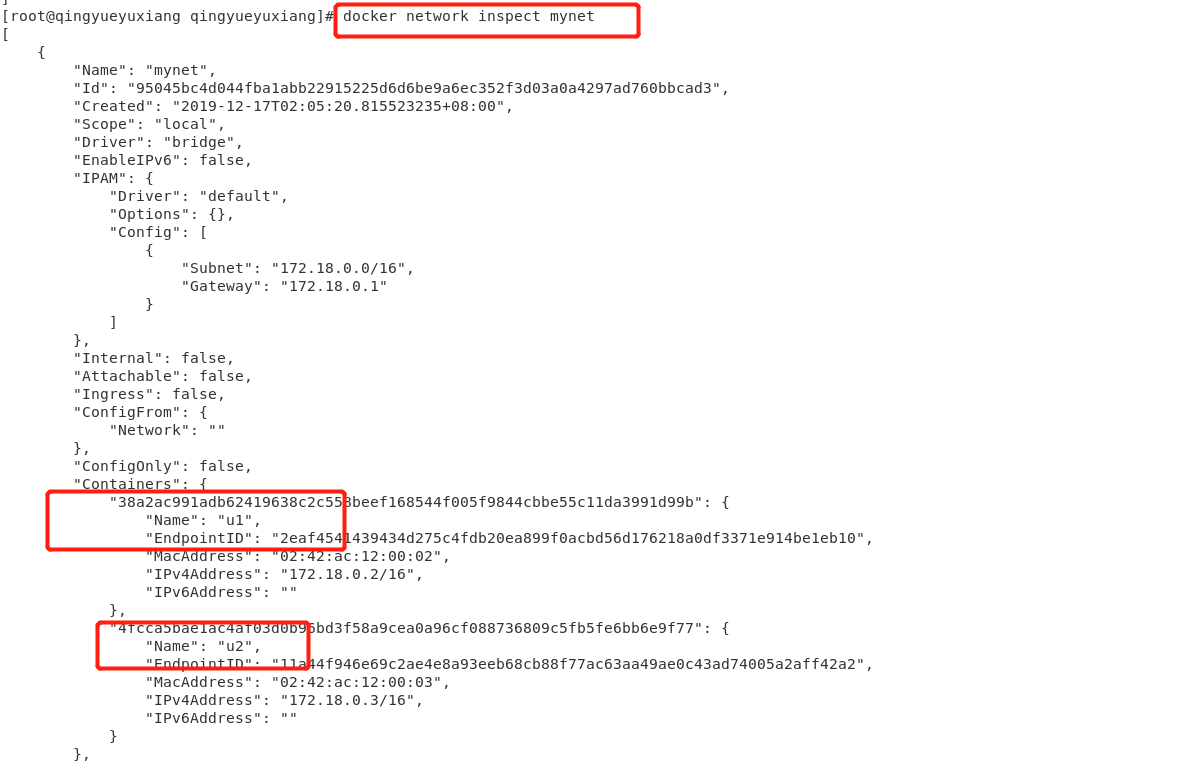 ]
[root@qingyueyuxiang qingyueyuxiang]# docker network inspect mynet
[
    {
        "Name": "mynet",
        "Id": "95045bc4d044fba1abb22915225d6d6be9a6ec352f3d03a0a4297ad760bbcad3",
        "Created": "2019-12-17T02:05:20.815523235+08:00",
        "Scope": "local",
        "Driver": "bridge",
        "EnableIPv6": false,
        "IPAM": {
            "Driver": "default",
            "Options": {},
            "Config": [
                {
                    "Subnet": "172.18.0.0/16",
                    "Gateway": "172.18.0.1"
                }
            ]
        },
        "Internal": false,
        "Attachable": false,
        "Ingress": false,
        "ConfigFrom": {
            "Network": ""
        },
        "ConfigOnly": false,
        "Containers": {
            "38a2ac991adb62419638c2c553beef168544f005f9844cbbe55c11da3991d99b": {
                "Name": "u1",
                "EndpointID": "2eaf4541439434d275c4fdb20ea899f0acbd56d176218a0df3371e914be1eb10",
                "MacAddress": "02:42:ac:12:00:02",
                "IPv4Address": "172.18.0.2/16",
                "IPv6Address": ""
            },
            "4fcca5bae1ac4af03d0b96bd3f58a9cea0a96cf088736809c5fb5fe6bb6e9f77": {
                "Name": "u2",
                "EndpointID": "11a44f946e69c2ae4e8a93eeb68cb88f77ac63aa49ae0c43ad74005a2aff42a2",
                "MacAddress": "02:42:ac:12:00:03",
                "IPv4Address": "172.18.0.3/16",
                "IPv6Address": ""
            }
        },